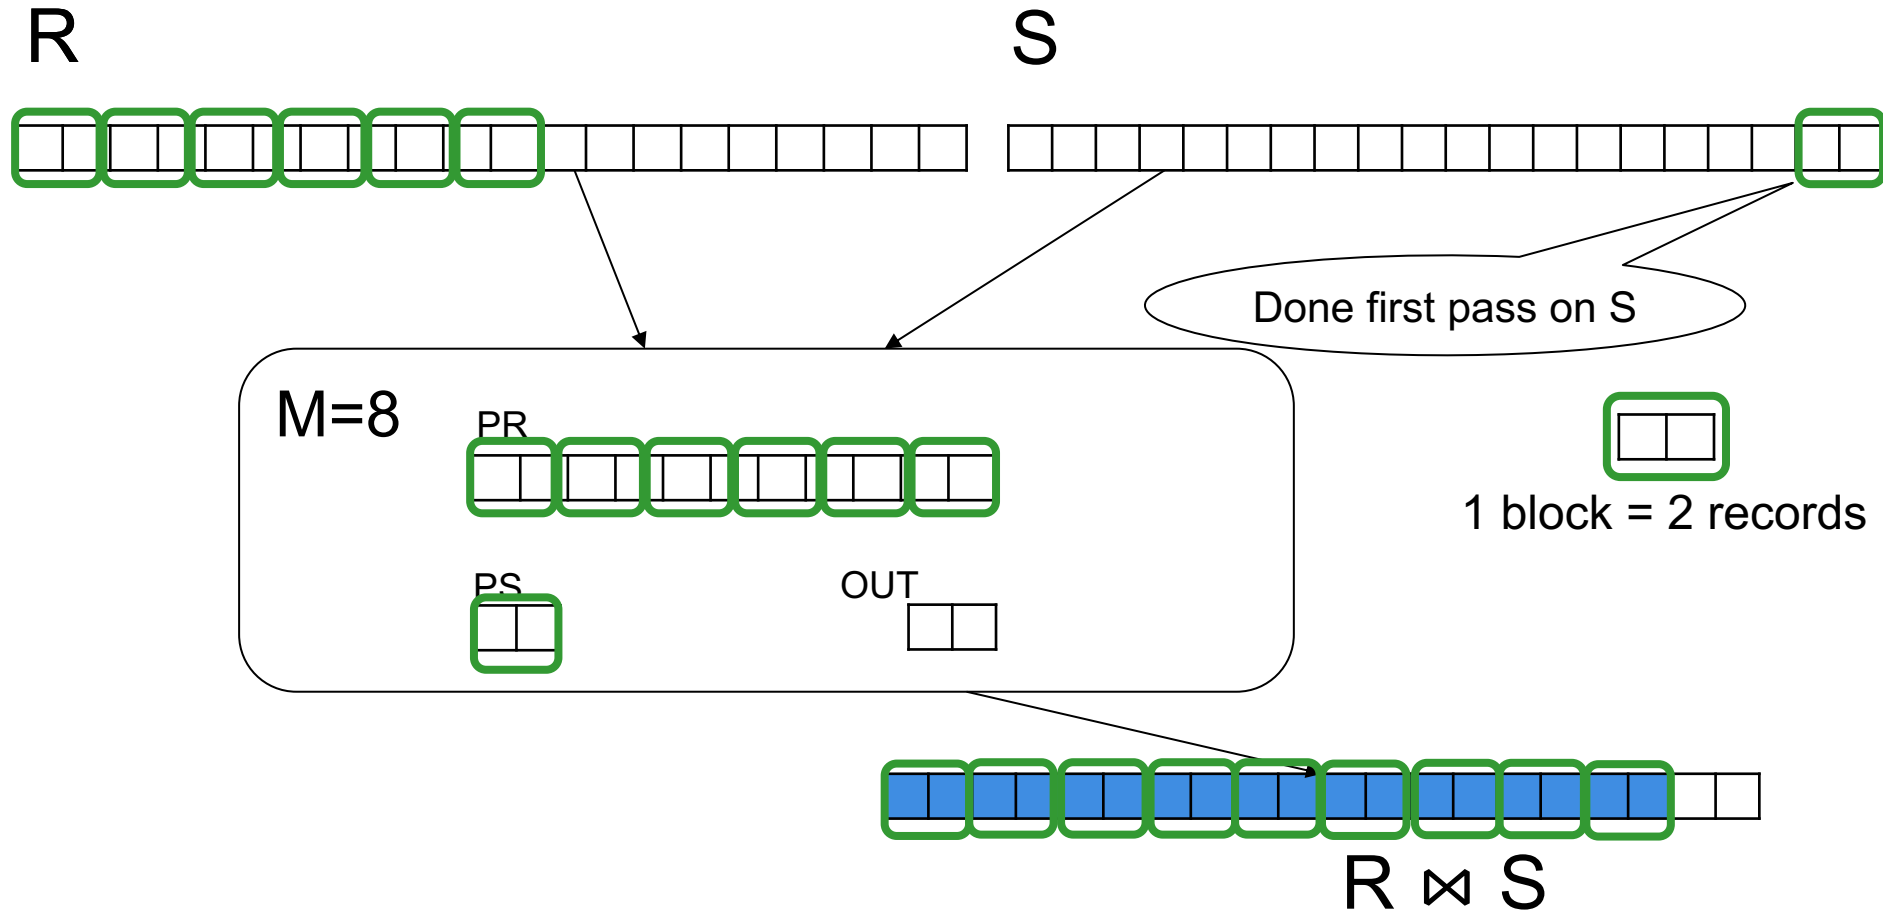 R
S
Done first pass on S
M=8
PR
1 block = 2 records
PS
OUT
R ⋈ S